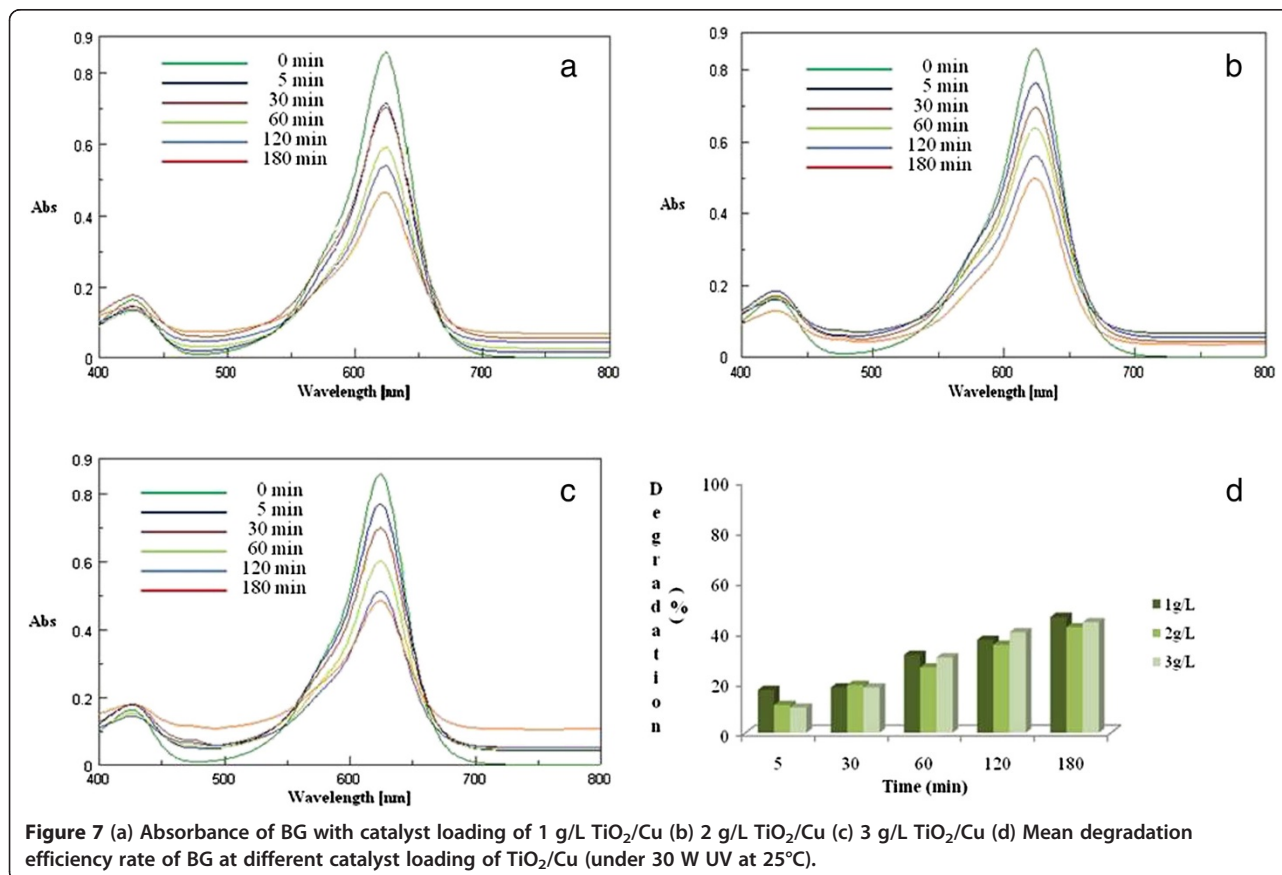 0.9
0 min
5 min
30 min
60 min
120 min
180 min
a
0.8
0.6
Abs
0.4
0.2
0
400
500
600
700
800
Wavelength [nm]
0.9
0 min
5 min
30 min
60 min
120 min
180 min
b
0.8
0.6
Abs
0.4
0.2
0
400
500
600
700
800
Wavelength [nm]
0.9
0 min
5 min
30 min
60 min
120 min
180 min
c
0.8
0.6
Abs
0.4
0.2
0
400
500
600
700
800
Wavelength [nm]
Degradation
(%)
100
80
60
40
20
0
d
1g/L
2g/L
3g/L
5
30
60
120
180
Time (min)
Figure 7 (a) Absorbance of BG with catalyst loading of 1 g/L TiO₂/Cu (b) 2 g/L TiO₂/Cu (c) 3 g/L TiO₂/Cu (d) Mean degradation
efficiency rate of BG at different catalyst loading of TiO₂/Cu (under 30 W UV at 25°C).